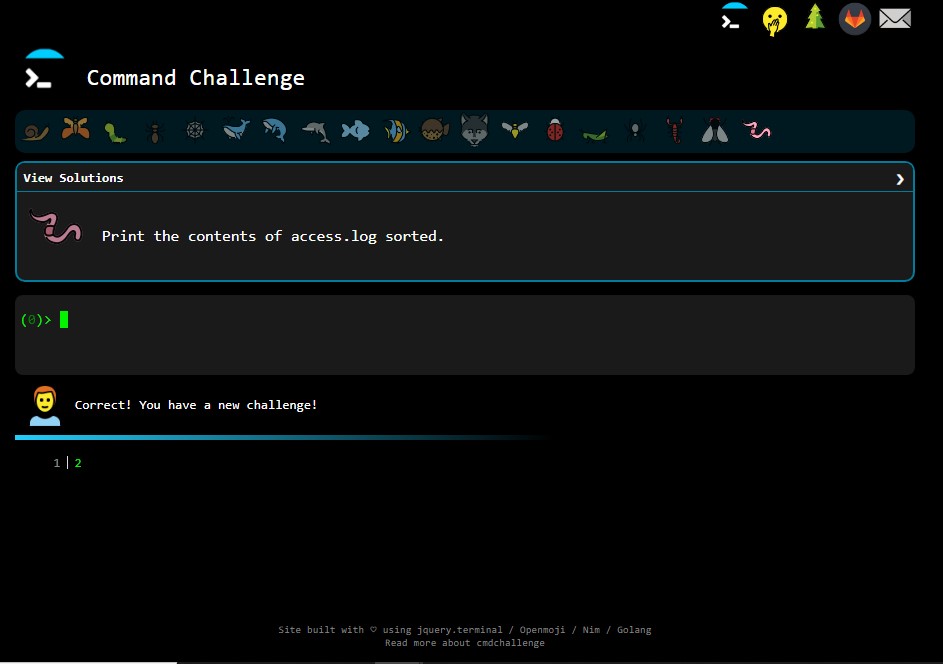 Command Challenge
View Solutions
Print the contents of access.log sorted.
(0)>
Correct! You have a new challenge!
1 | 2
Site built with ♡ using jquery.terminal / Openmoji / Nim / Golang
Read more about cmdchallenge